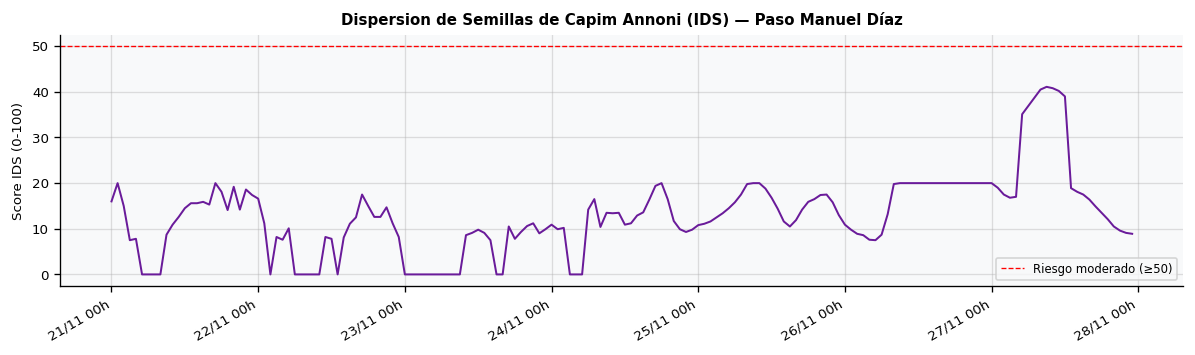 Dispersion de Semillas de Capim Annoni (IDS) — Paso Manuel Díaz
Score IDS (0-100)
50
40
30
20
10
0
Riesgo moderado (≥50)
21/11 00h
22/11 00h
23/11 00h
24/11 00h
25/11 00h
26/11 00h
27/11 00h
28/11 00h